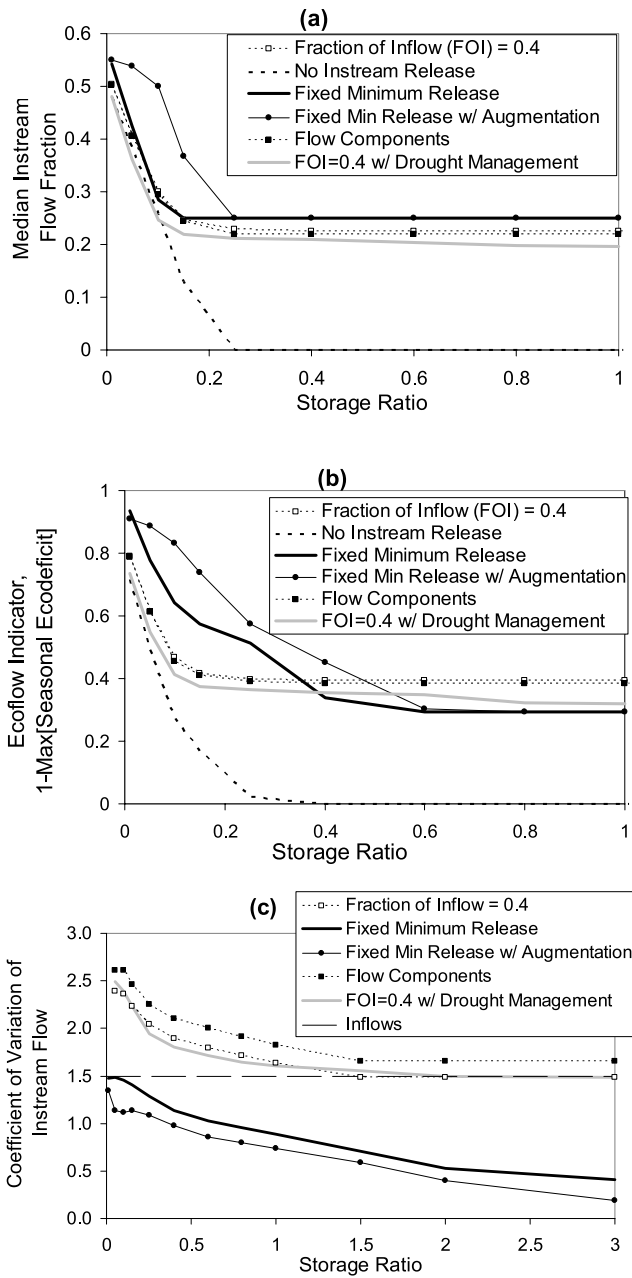 (a)
Median Instream
Flow Fraction
0.6
0.5
0.4
0.3
0.2
0.1
0
Fraction of Inflow (FOI) = 0.4
No Instream Release
Fixed Minimum Release
Fixed Min Release w/ Augmentation
Flow Components
FOI=0.4 w/ Drought Management
0 0.2 0.4 0.6 0.8 1
Storage Ratio
(b)
Ecoflow Indicator,
1-Max[Seasonal Ecodeficit]
1
0.8
0.6
0.4
0.2
0
Fraction of Inflow (FOI) = 0.4
No Instream Release
Fixed Minimum Release
Fixed Min Release w/ Augmentation
Flow Components
FOI=0.4 w/ Drought Management
0 0.2 0.4 0.6 0.8 1
Storage Ratio
(c)
Coefficient of Variation of
Instream Flow
3.0
2.5
2.0
1.5
1.0
0.5
0.0
Fraction of Inflow = 0.4
Fixed Minimum Release
Fixed Min Release w/ Augmentation
Flow Components
FOI=0.4 w/ Drought Management
Inflows
0 0.5 1 1.5 2 2.5 3
Storage Ratio